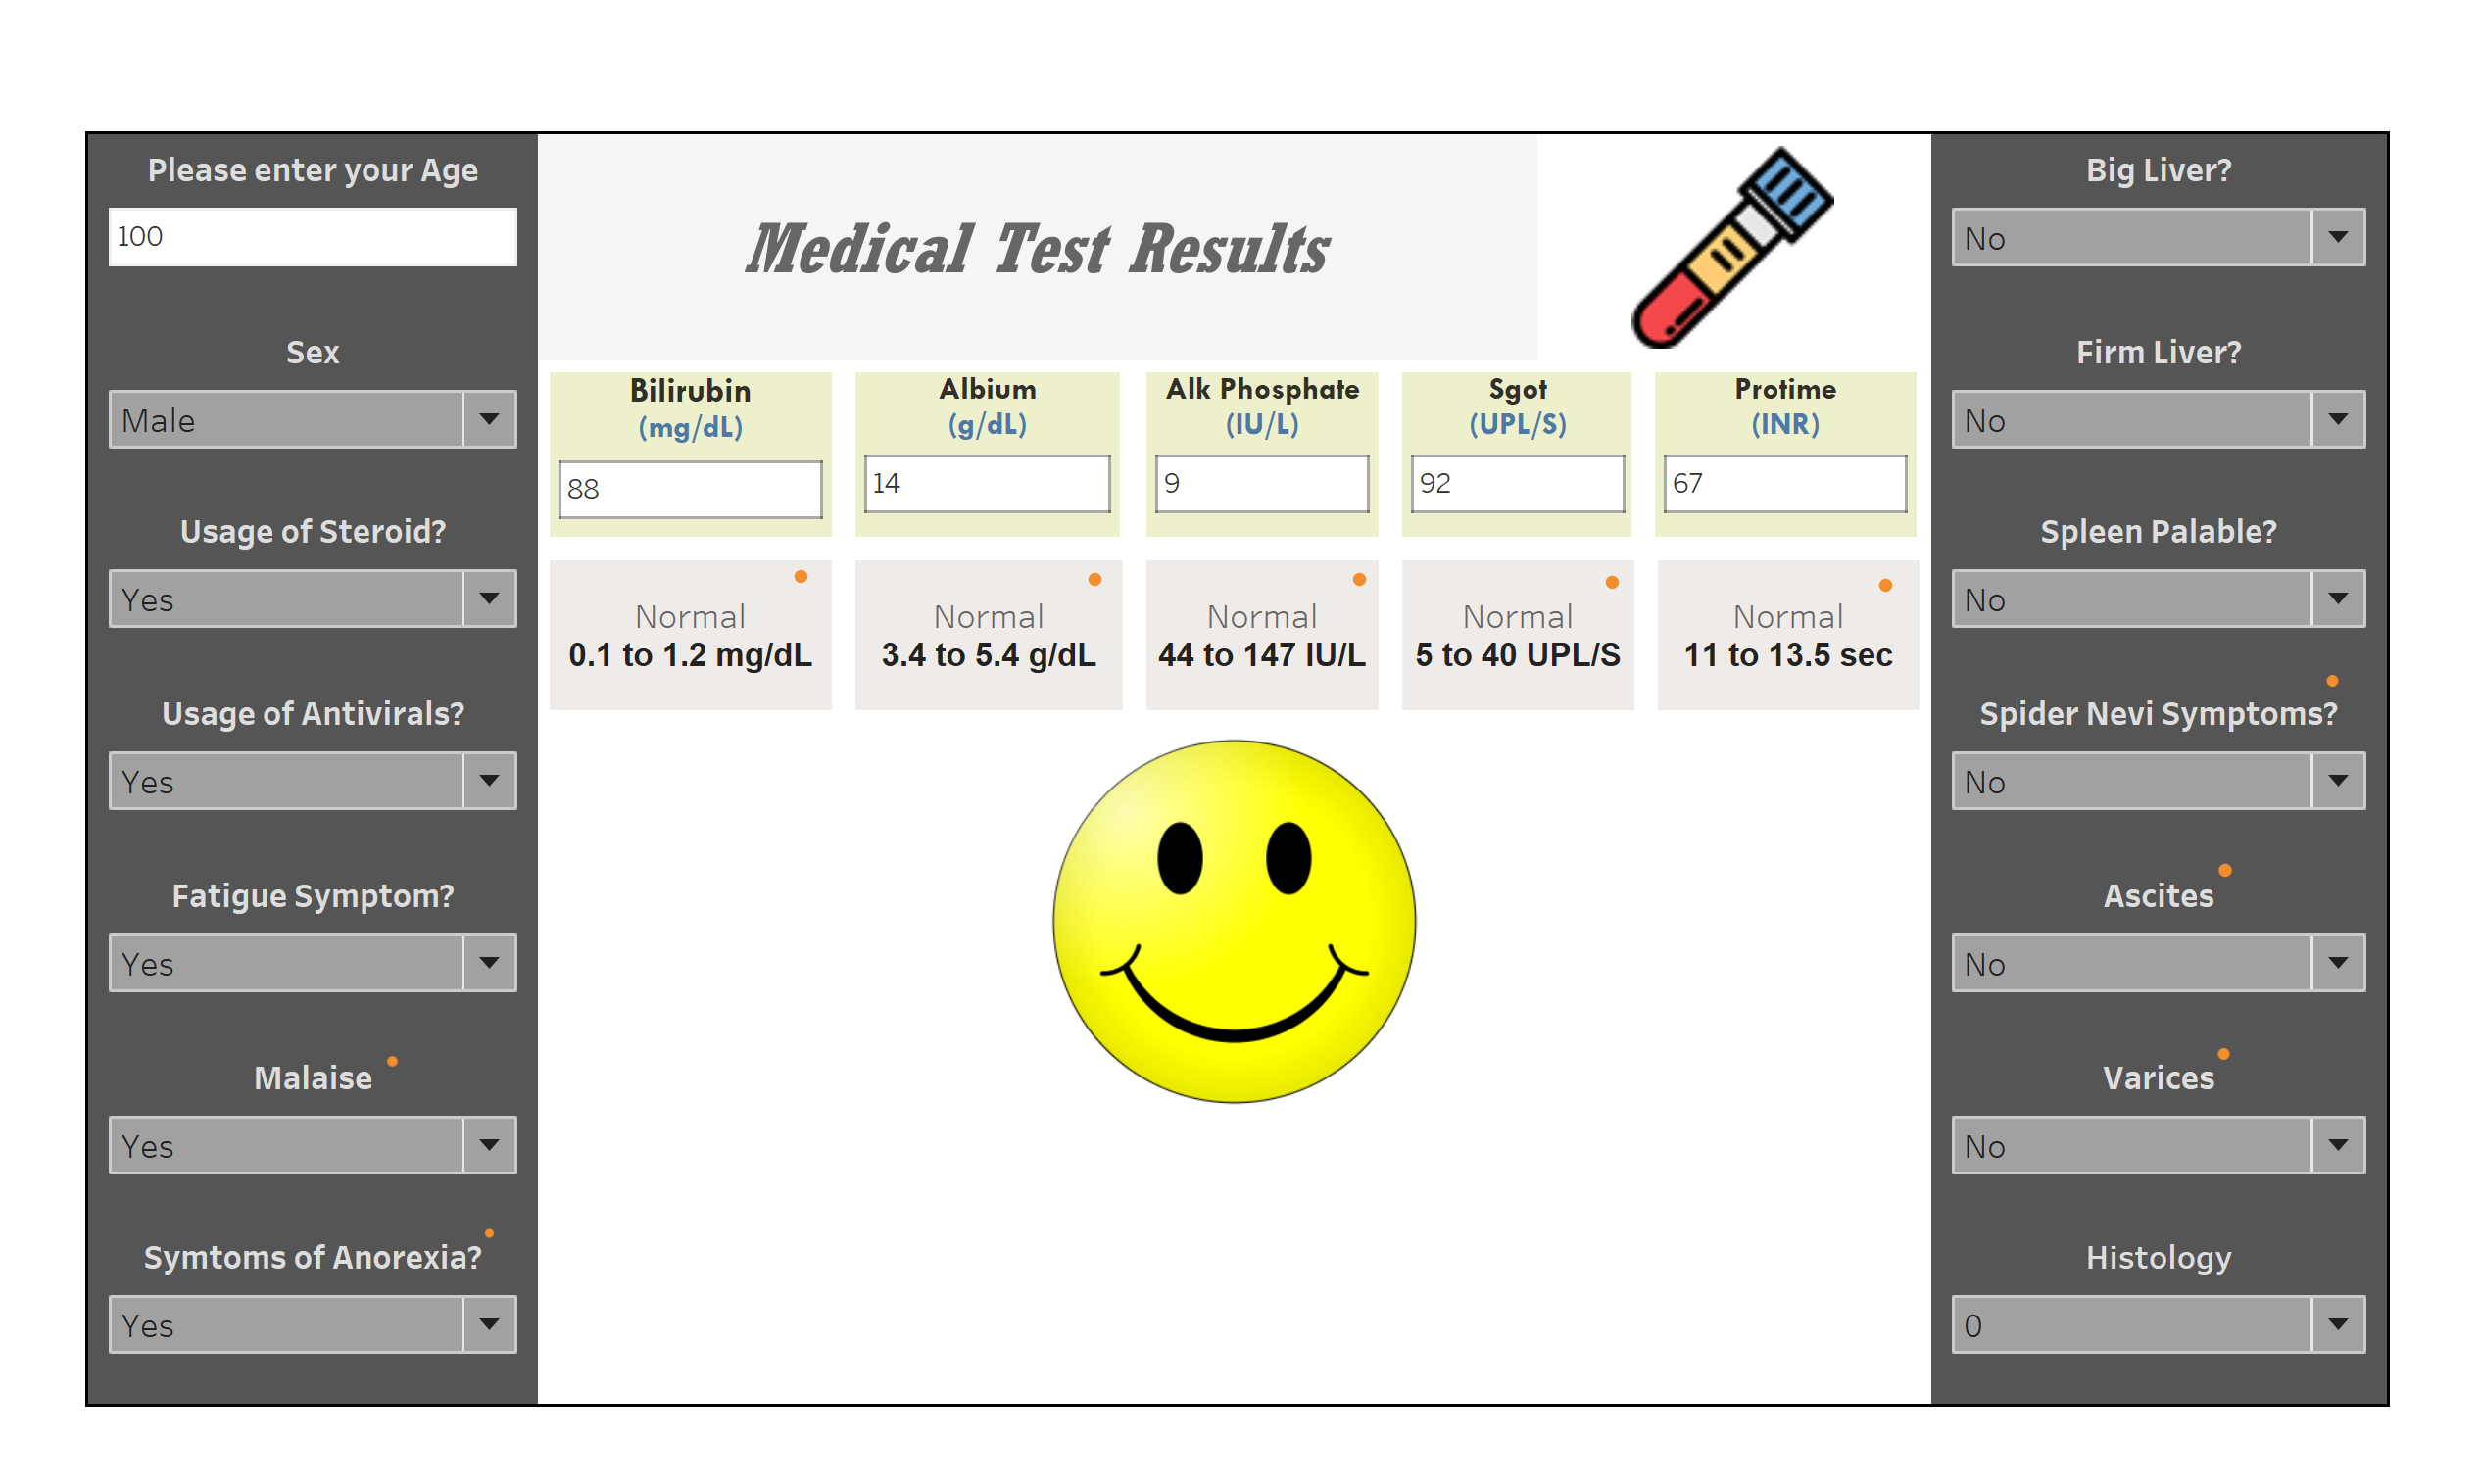 Please enter your Age
100
Sex
Male
Usage of Steroid?
Yes
Usage of Antivirals?
Yes
Fatigue Symptom?
Yes
Malaise
Yes
Symtoms of Anorexia?
Yes
Medical Test Results
Bilirubin
(mg/dL)
88
Normal
0.1 to 1.2 mg/dL
Albium
(g/dL)
14
Normal
3.4 to 5.4 g/dL
Alk Phosphate
(IU/L)
9
Normal
44 to 147 IU/L
Sgot
(UPL/S)
92
Normal
5 to 40 UPL/S
Protime
(INR)
67
Normal
11 to 13.5 sec
Big Liver?
No
Firm Liver?
No
Spleen Palable?
No
Spider Nevi Symptoms?
No
Ascites
No
Varices
No
Histology
0